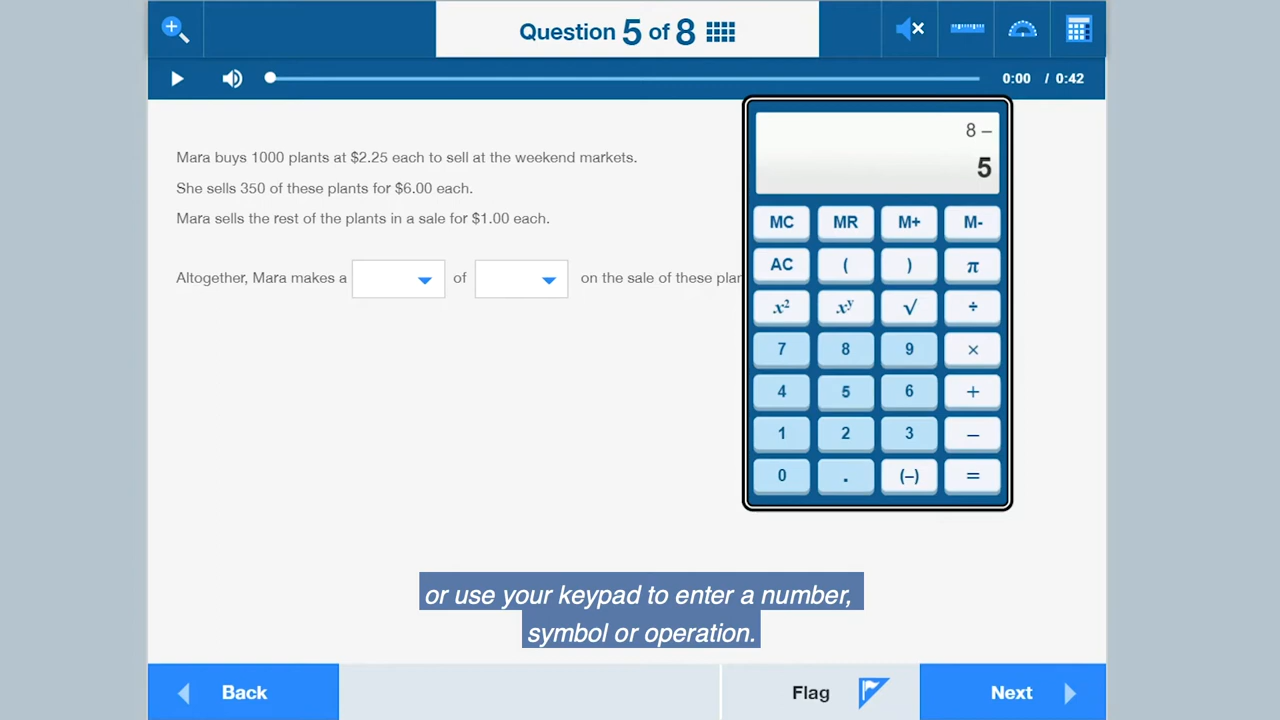 Question 5 of 8
0:00 / 0:42
Mara buys 1000 plants at $2.25 each to sell at the weekend markets.
She sells 350 of these plants for $6.00 each.
Mara sells the rest of the plants in a sale for $1.00 each.
Altogether, Mara makes a of on the sale of these plan
8 –
5
MC MR M+ M-
AC ( ) π
x² xʸ √ ÷
7 8 9 ×
4 5 6 +
1 2 3 –
0 . (–) =
or use your keypad to enter a number,
symbol or operation.
Back Flag Next